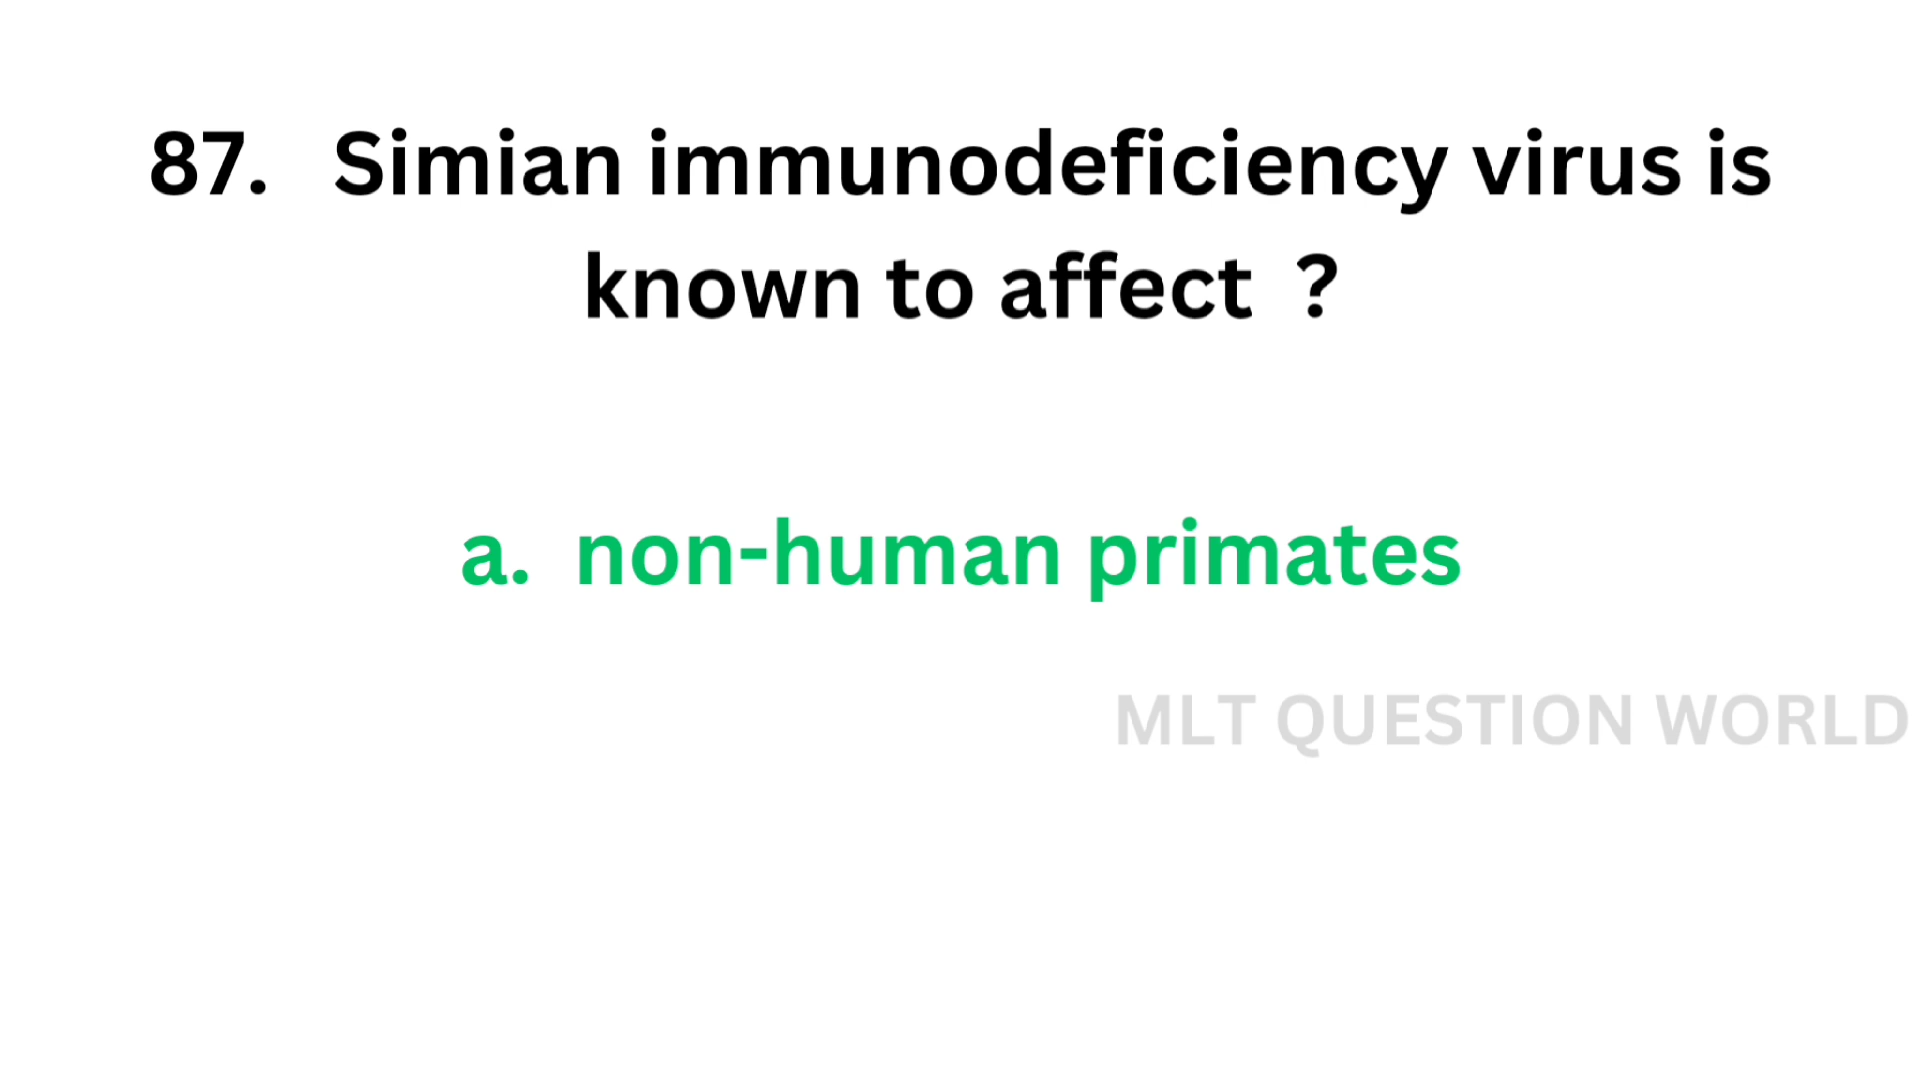 87. Simian immunodeficiency virus is
known to affect ?
a. non-human primates
MLT QUESTION WORLD